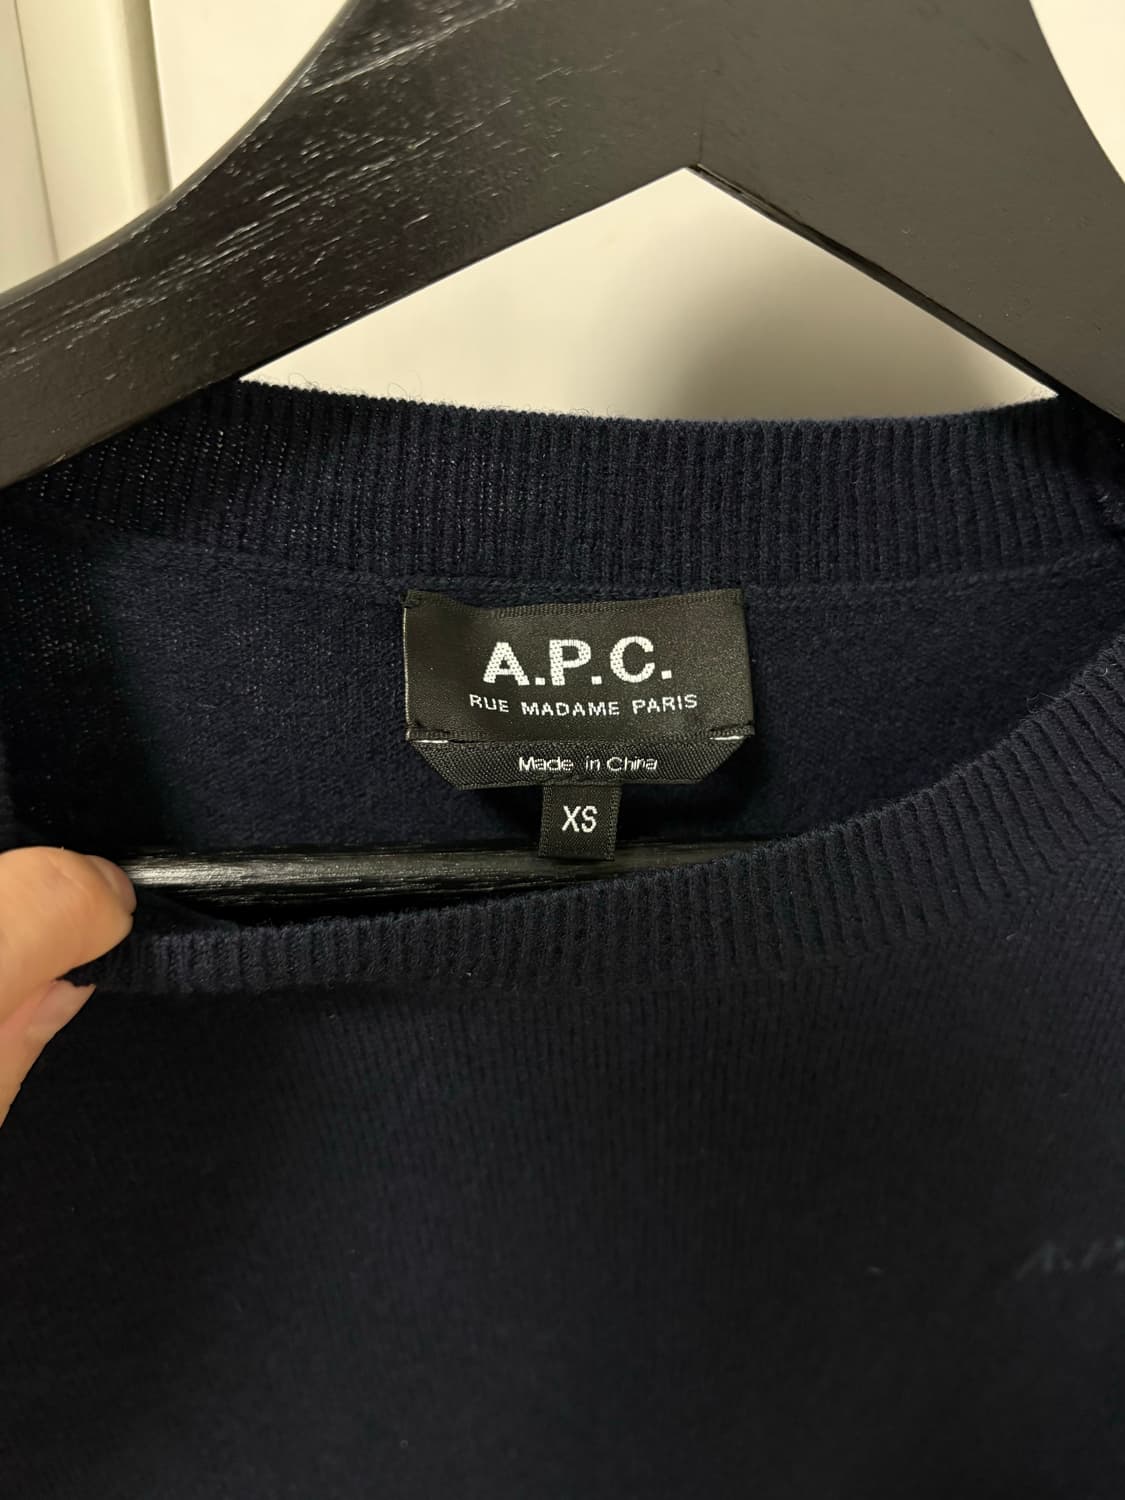 A.P.C.
RUE MADAME PARIS
Made in China
XS